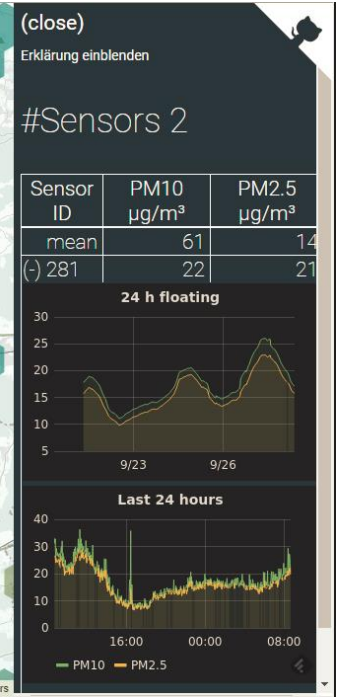 (close)
Erklärung einblenden
#Sensors 2
Sensor ID PM10 µg/m³ PM2.5 µg/m³
mean 61 14
(-) 281 22 21
24 h floating
30
25
20
15
10
5
9/23 9/26
Last 24 hours
40
30
20
10
0
16:00 00:00 08:00
PM10 PM2.5
rs